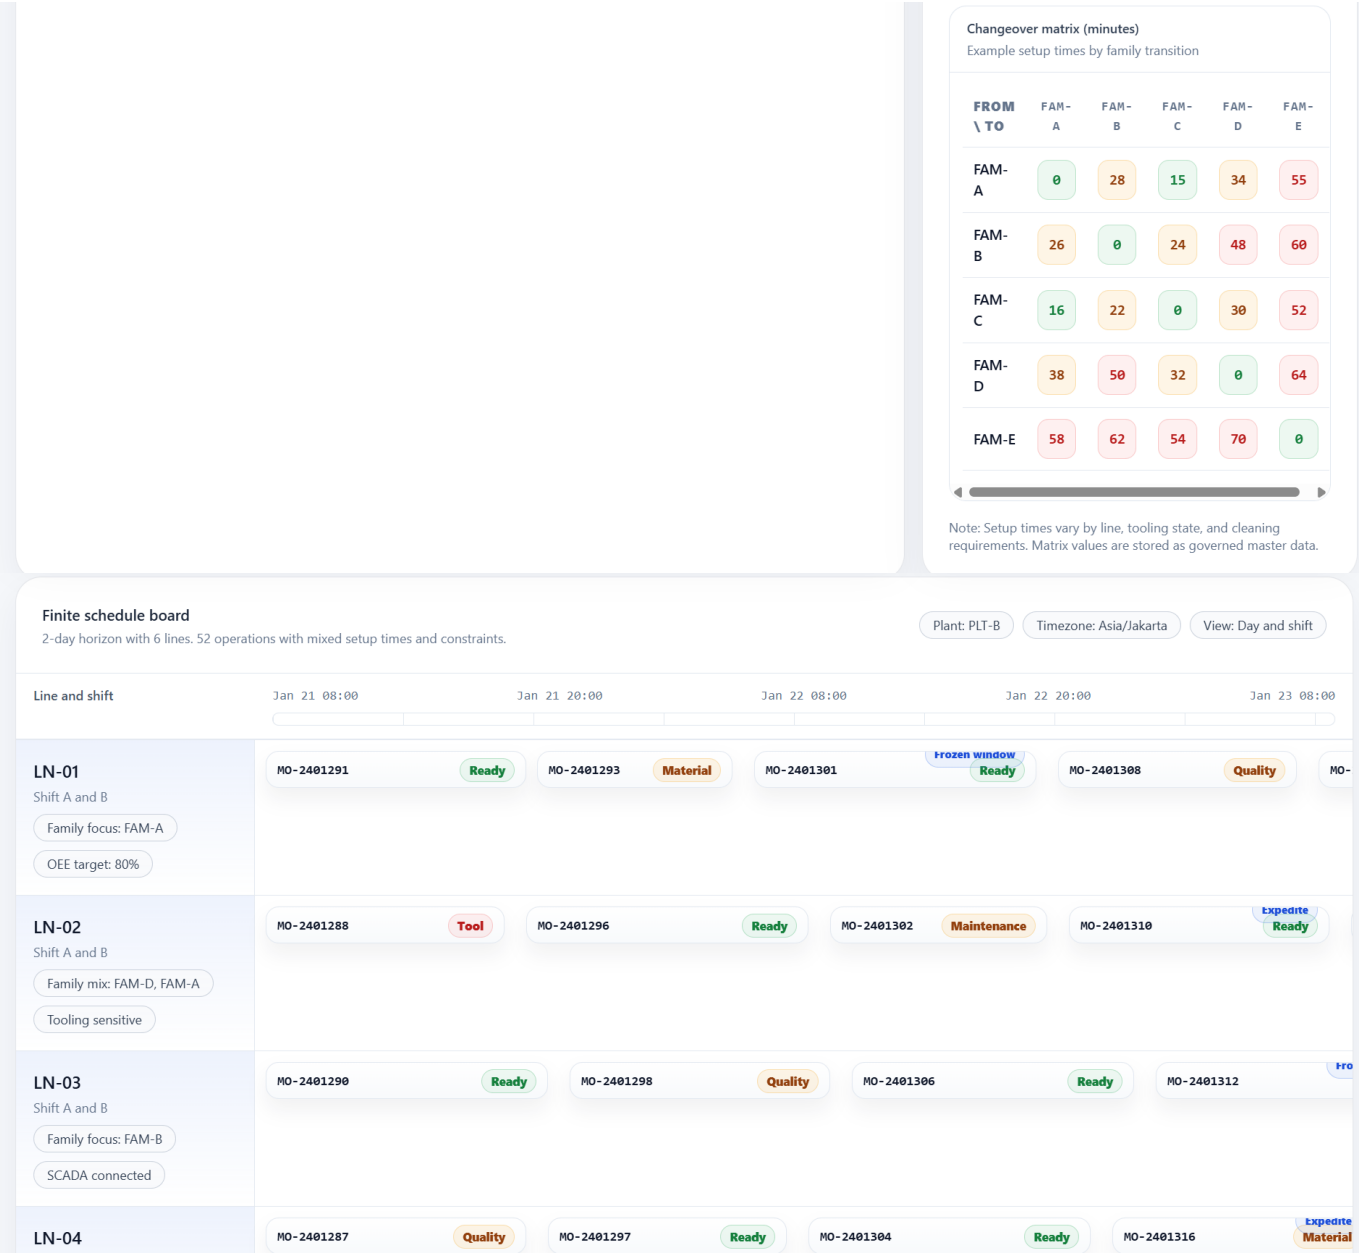 Changeover matrix (minutes)
Example setup times by family transition
FROM \ TO FAM-A FAM-B FAM-C FAM-D FAM-E
FAM-A 0 28 15 34 55
FAM-B 26 0 24 48 60
FAM-C 16 22 0 30 52
FAM-D 38 50 32 0 64
FAM-E 58 62 54 70 0
Note: Setup times vary by line, tooling state, and cleaning
requirements. Matrix values are stored as governed master data.
Finite schedule board
2-day horizon with 6 lines. 52 operations with mixed setup times and constraints.
Plant: PLT-B Timezone: Asia/Jakarta View: Day and shift
Line and shift Jan 21 08:00 Jan 21 20:00 Jan 22 08:00 Jan 22 20:00 Jan 23 08:00
LN-01
Shift A and B
Family focus: FAM-A
OEE target: 80%
MO-2401291 Ready MO-2401293 Material MO-2401301 Frozen window Ready MO-2401308 Quality MO-
LN-02
Shift A and B
Family mix: FAM-D, FAM-A
Tooling sensitive
MO-2401288 Tool MO-2401296 Ready MO-2401302 Maintenance MO-2401310 Expedite Ready
LN-03
Shift A and B
Family focus: FAM-B
SCADA connected
MO-2401290 Ready MO-2401298 Quality MO-2401306 Ready MO-2401312 Fro
LN-04
MO-2401287 Quality MO-2401297 Ready MO-2401304 Ready MO-2401316 Expedite Material